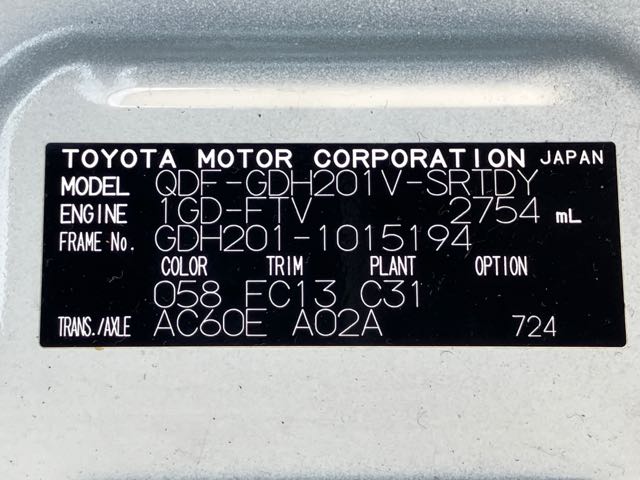 TOYOTA MOTOR CORPORATION JAPAN
MODEL QDF-GDH201V-SRTDY
ENGINE 1GD-FTV 2754 mL
FRAME No. GDH201-1015194
COLOR TRIM PLANT OPTION
058 FC13 C31
TRANS./AXLE AC60E A02A 724